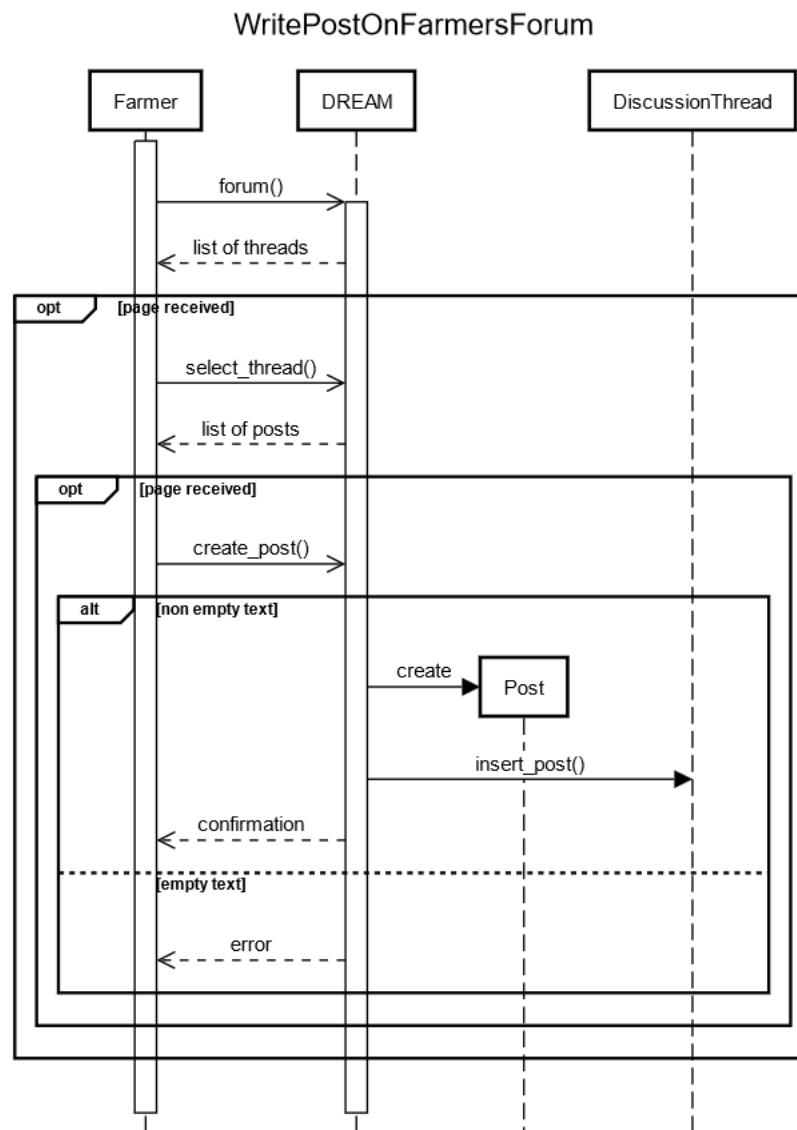 WritePostOnFarmersForum
Farmer
DREAM
DiscussionThread
forum()
list of threads
opt
[page received]
select_thread()
list of posts
opt
[page received]
create_post()
alt
[non empty text]
create
Post
insert_post()
confirmation
[empty text]
error